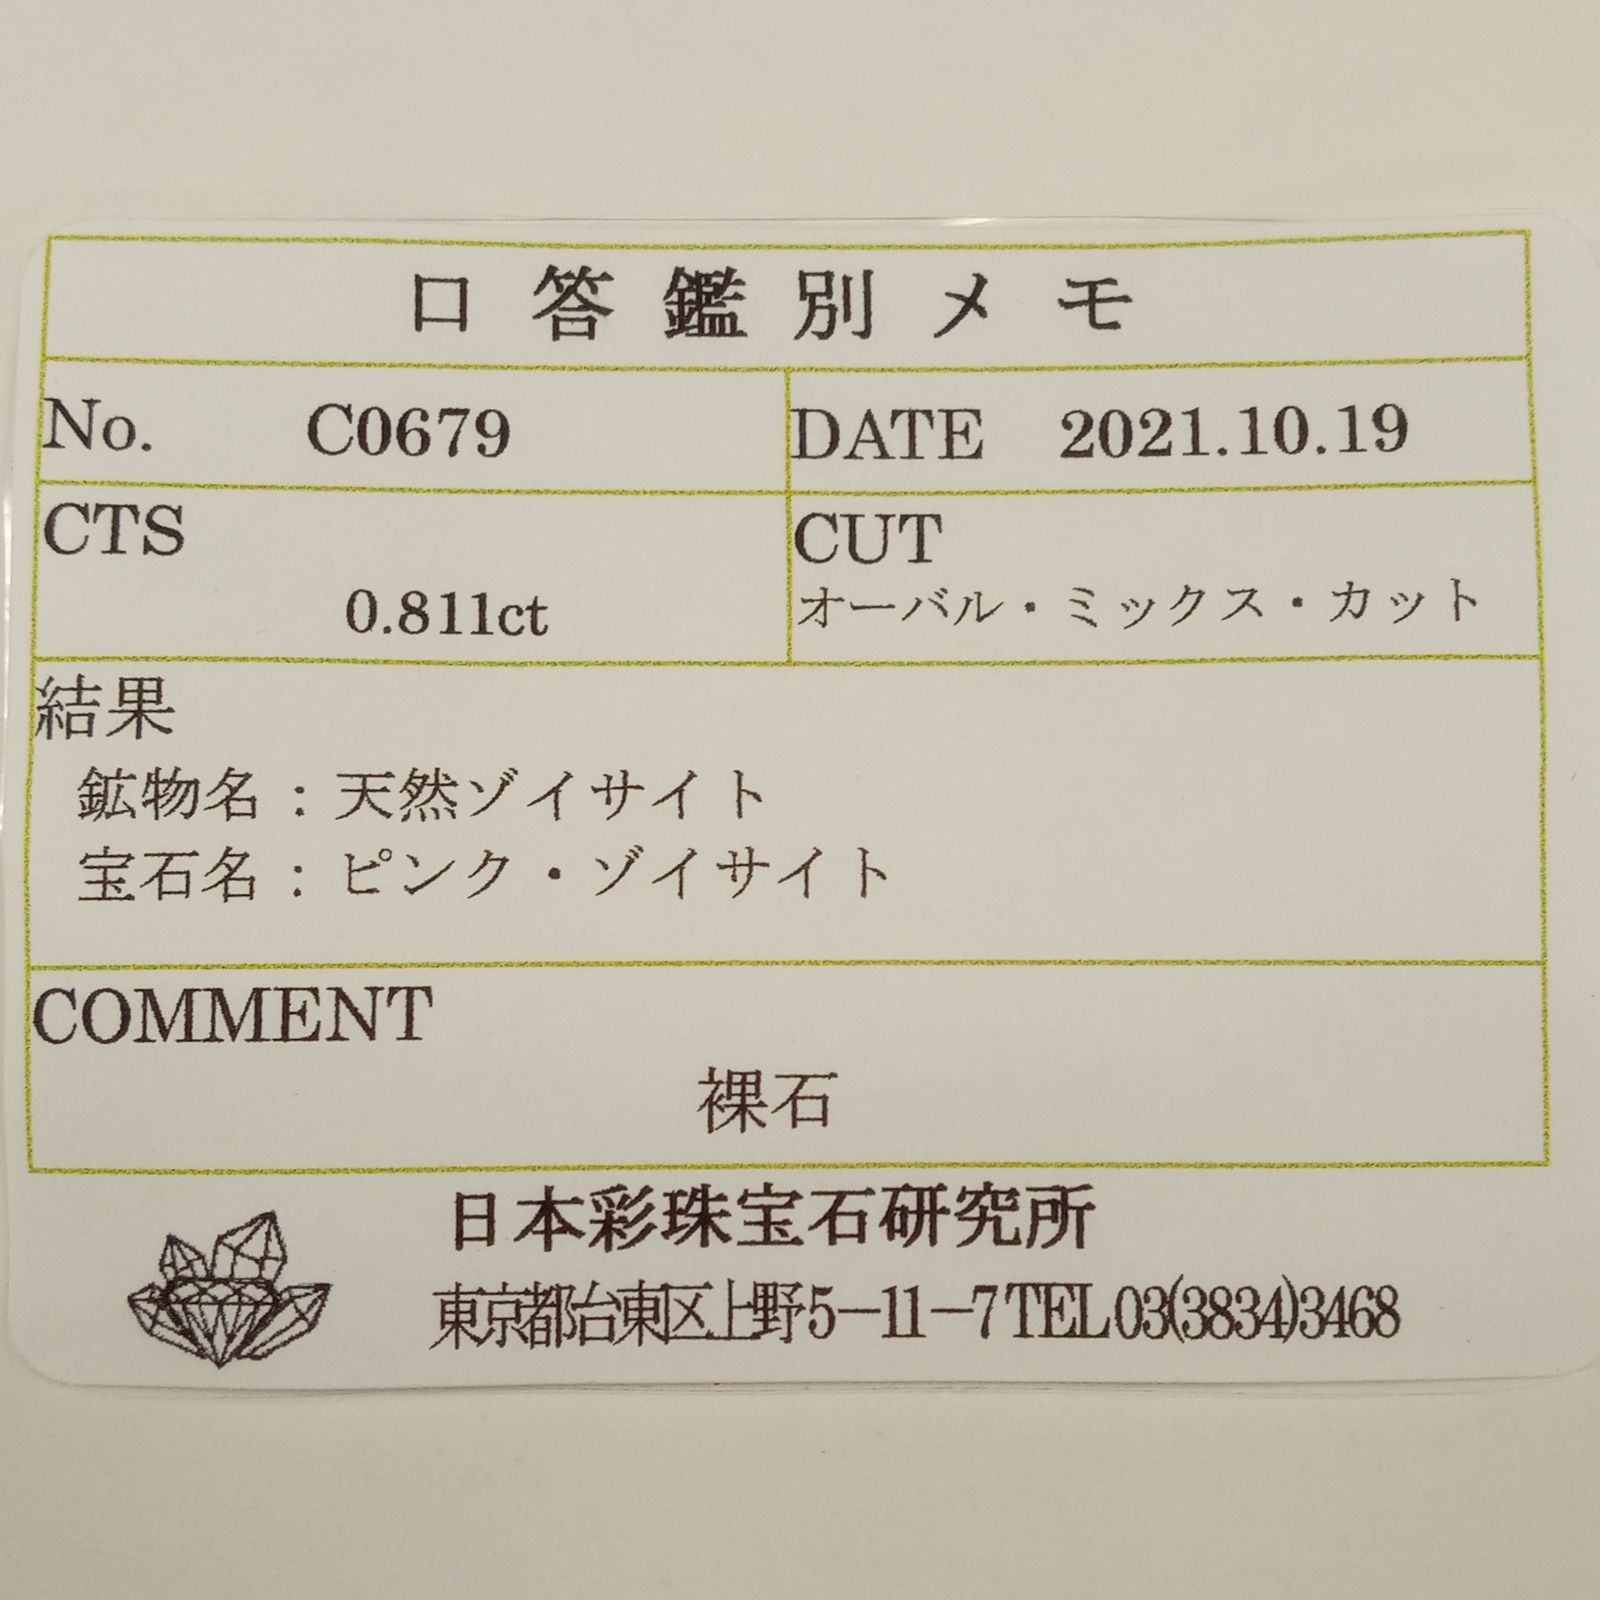 口答鑑別メモ
No. C0679
DATE 2021.10.19
CTS
0.811ct
CUT
オーバル・ミックス・カット
結果
鉱物名：天然ゾイサイト
宝石名：ピンク・ゾイサイト
COMMENT
裸石
日本彩珠宝石研究所
東京都台東区上野5－11－7 TEL 03(3834)3468